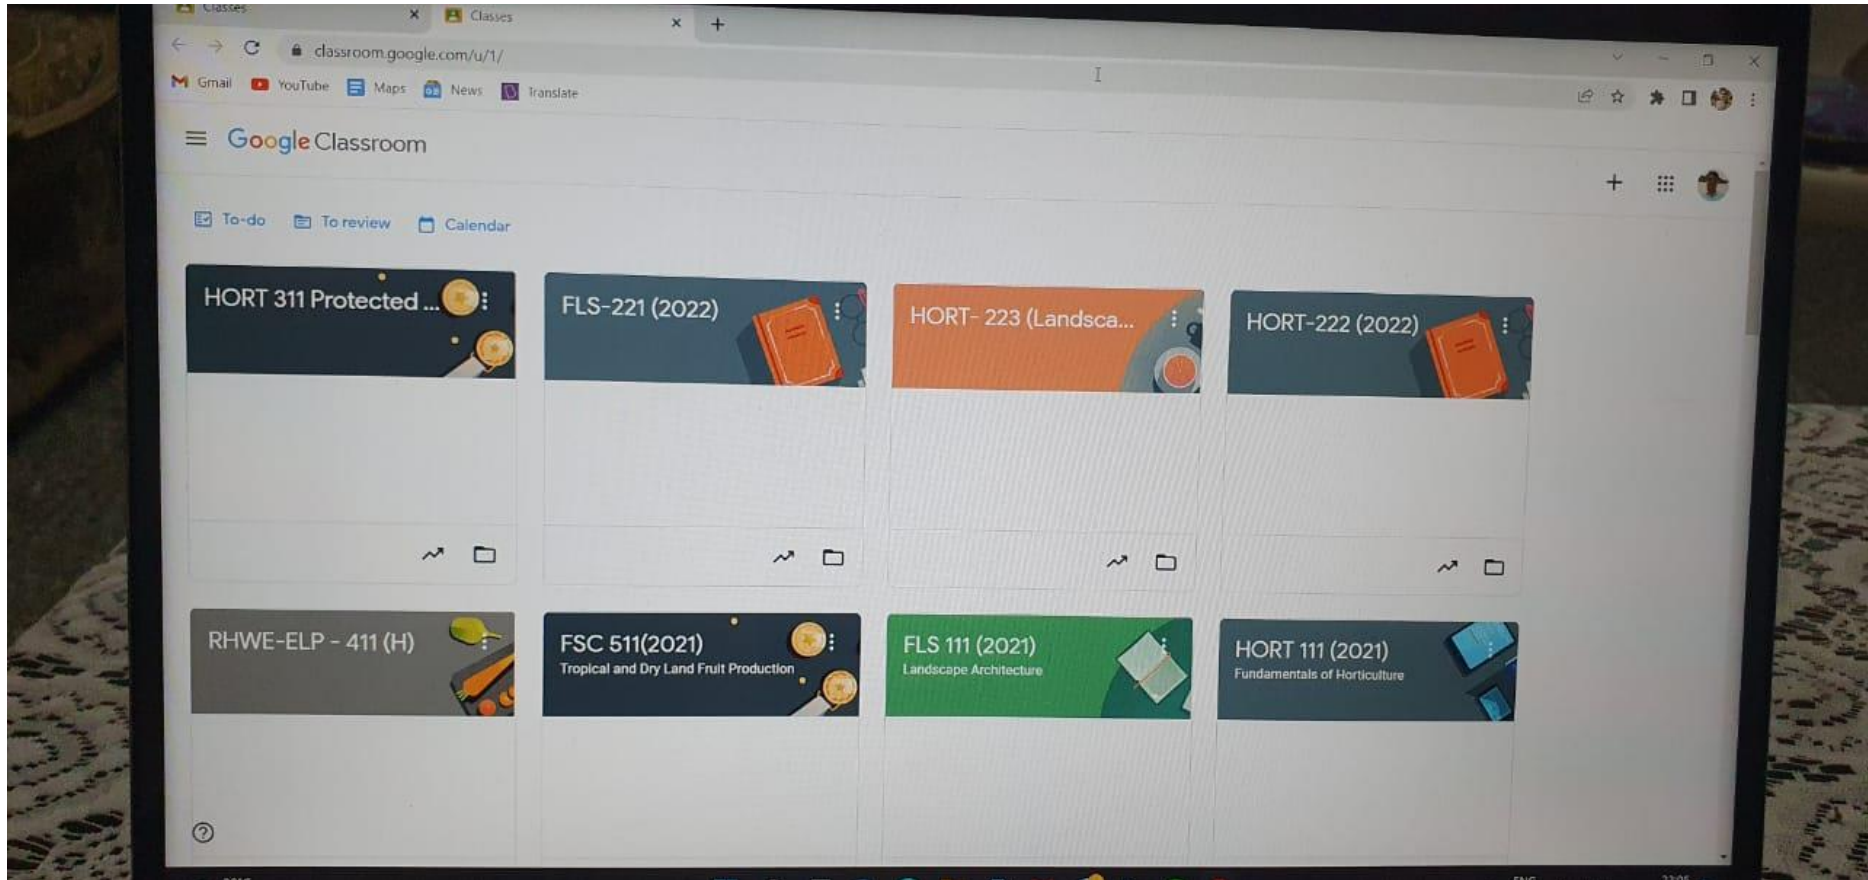 Classes
Classes
classroom.google.com/u/1/
Gmail YouTube Maps News Translate
Google Classroom
To-do To review Calendar
HORT 311 Protected ...
FLS-221 (2022)
HORT- 223 (Landsca...
HORT-222 (2022)
RHWE-ELP - 411 (H)
FSC 511(2021)
Tropical and Dry Land Fruit Production
FLS 111 (2021)
Landscape Architecture
HORT 111 (2021)
Fundamentals of Horticulture
ENG